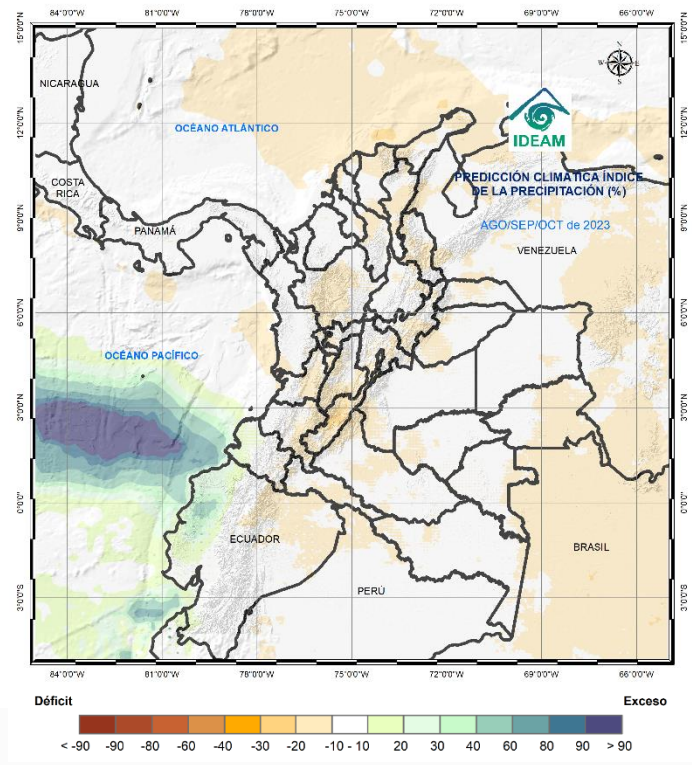 84°0'0"W 81°0'0"W 78°0'0"W 75°0'0"W 72°0'0"W 69°0'0"W 66°0'0"W
15°0'0"N 15°0'0"N
N
W E
S
NICARAGUA
12°0'0"N 12°0'0"N
OCÉANO ATLÁNTICO
IDEAM
COSTA
RICA
PREDICCIÓN CLIMÁTICA ÍNDICE
DE LA PRECIPITACIÓN (%)
9°0'0"N 9°0'0"N
PANAMÁ
AGO/SEP/OCT de 2023
VENEZUELA
6°0'0"N 6°0'0"N
OCÉANO PACÍFICO
3°0'0"N 3°0'0"N
0°0'0" 0°0'0"
ECUADOR
BRASIL
PERÚ
3°0'0"S 3°0'0"S
84°0'0"W 81°0'0"W 78°0'0"W 75°0'0"W 72°0'0"W 69°0'0"W 66°0'0"W
Déficit Exceso
< -90 -90 -80 -60 -40 -30 -20 -10 - 10 20 30 40 60 80 90 > 90